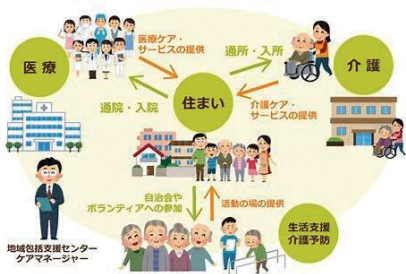 医療ケア・
サービスの提供
通所・入所
医 療
介 護
住まい
通院・入院
介護ケア・
サービスの提供
自治会や
ボランティアへの参加
活動の場の提供
生活支援
介護予防
地域包括支援センター
ケアマネージャー